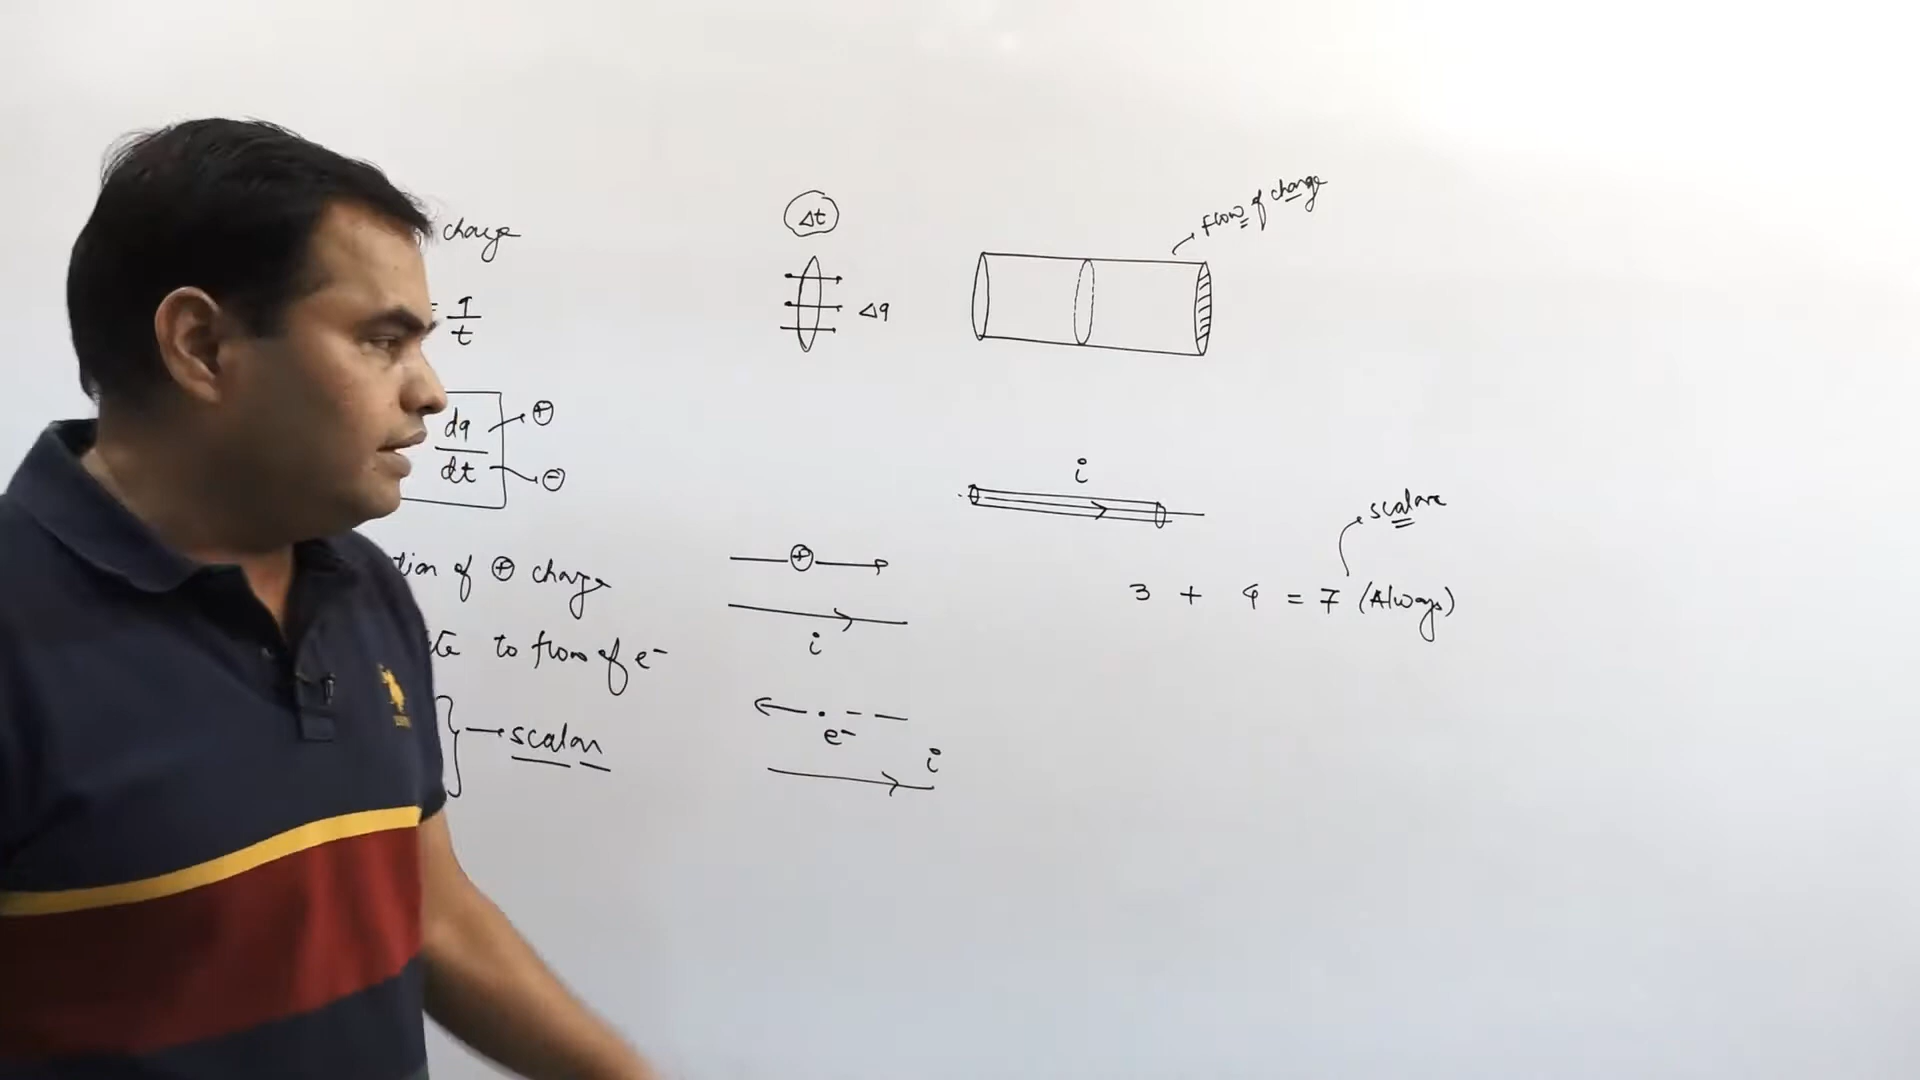 charge
Δt
flow of charge
= q/t
Δq
dq/dt
⊕
⊖
i
scalar
tion of ⊕ charge
⊕
3 + 4 = 7 (Always)
i
te to flow of e⁻
e⁻
scalar
i